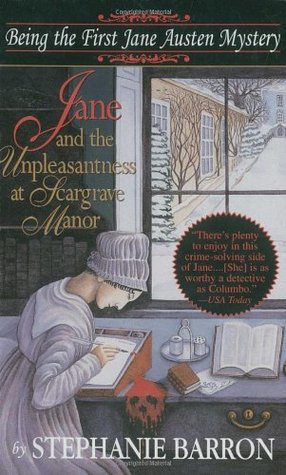 Being the First Jane Austen Mystery
Jane
and the
Unpleasantness
at Scargrave
Manor
"There's plenty
to enjoy in this
crime-solving side
of Jane....[She] is as
worthy a detective
as Columbo."
—USA Today
by STEPHANIE BARRON